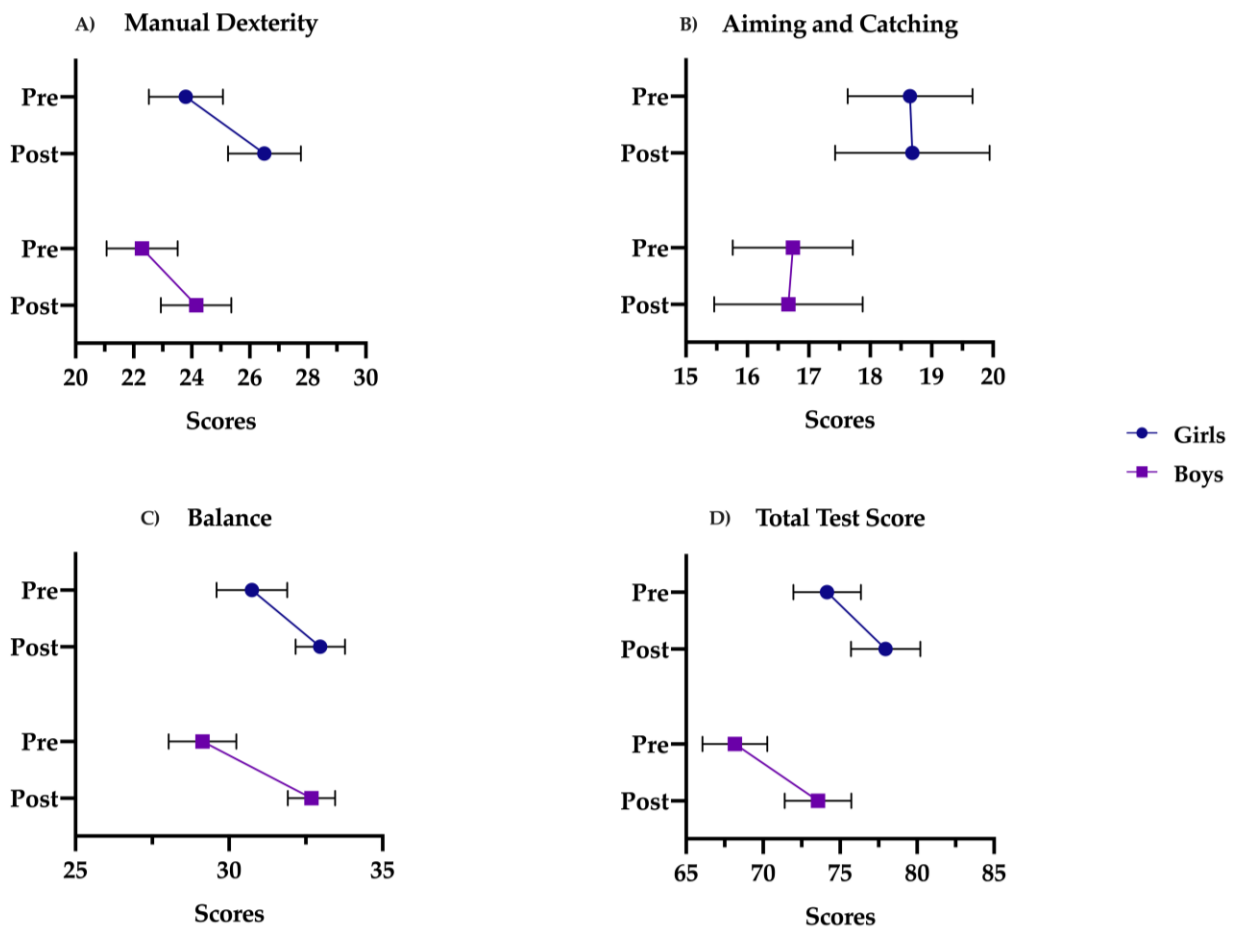 A) Manual Dexterity
Pre
Post
Pre
Post
20 22 24 26 28 30
Scores
B) Aiming and Catching
Pre
Post
Pre
Post
15 16 17 18 19 20
Scores
Girls
Boys
C) Balance
Pre
Post
Pre
Post
25 30 35
Scores
D) Total Test Score
Pre
Post
Pre
Post
65 70 75 80 85
Scores